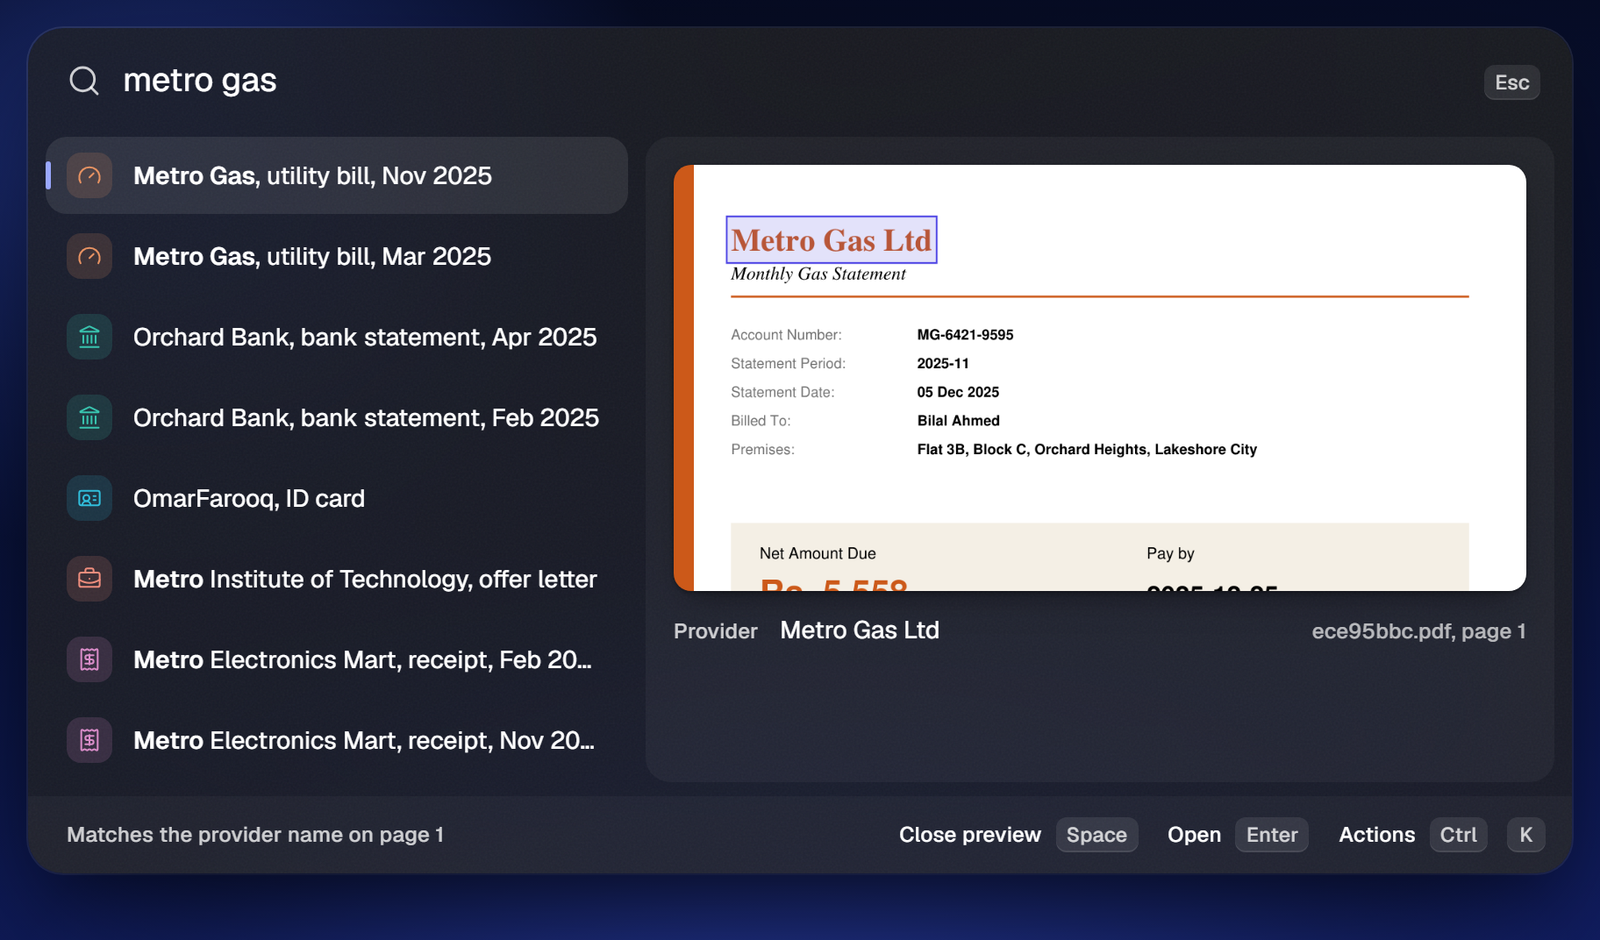 metro gas
Esc
Metro Gas, utility bill, Nov 2025
Metro Gas, utility bill, Mar 2025
Orchard Bank, bank statement, Apr 2025
Orchard Bank, bank statement, Feb 2025
OmarFarooq, ID card
Metro Institute of Technology, offer letter
Metro Electronics Mart, receipt, Feb 20...
Metro Electronics Mart, receipt, Nov 20...
Metro Gas Ltd
Monthly Gas Statement
Account Number: MG-6421-9595
Statement Period: 2025-11
Statement Date: 05 Dec 2025
Billed To: Bilal Ahmed
Premises: Flat 3B, Block C, Orchard Heights, Lakeshore City
Net Amount Due Pay by
Rs. 5,558
Provider Metro Gas Ltd ece95bbc.pdf, page 1
Matches the provider name on page 1
Close preview Space Open Enter Actions Ctrl K